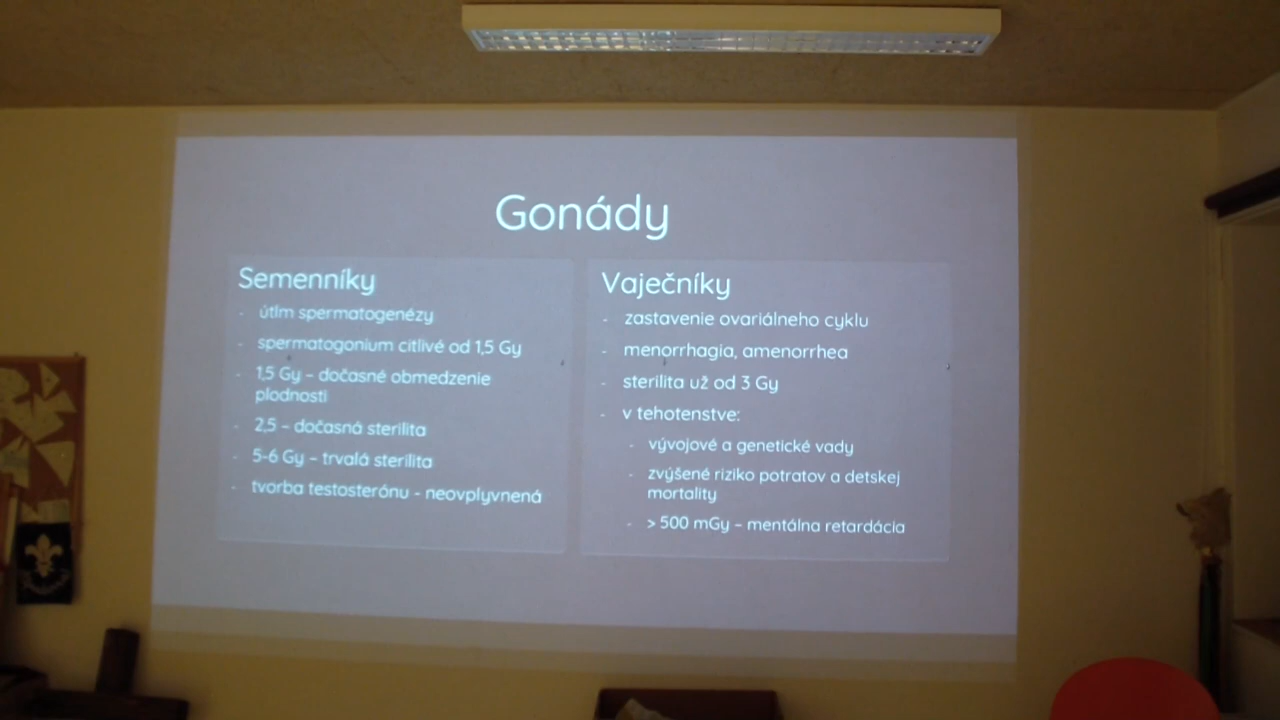 Gonády
Semenníky
- útlm spermatogenézy
- spermatogonium citlivé od 1,5 Gy
- 1,5 Gy – dočasné obmedzenie
plodnosti
- 2,5 – dočasná sterilita
- 5-6 Gy – trvalá sterilita
- tvorba testosterónu - neovplyvnená
Vaječníky
- zastavenie ovariálneho cyklu
- menorrhagia, amenorrhea
- sterilita už od 3 Gy
- v tehotenstve:
- vývojové a genetické vady
- zvýšené riziko potratov a detskej
mortality
- > 500 mGy – mentálna retardácia